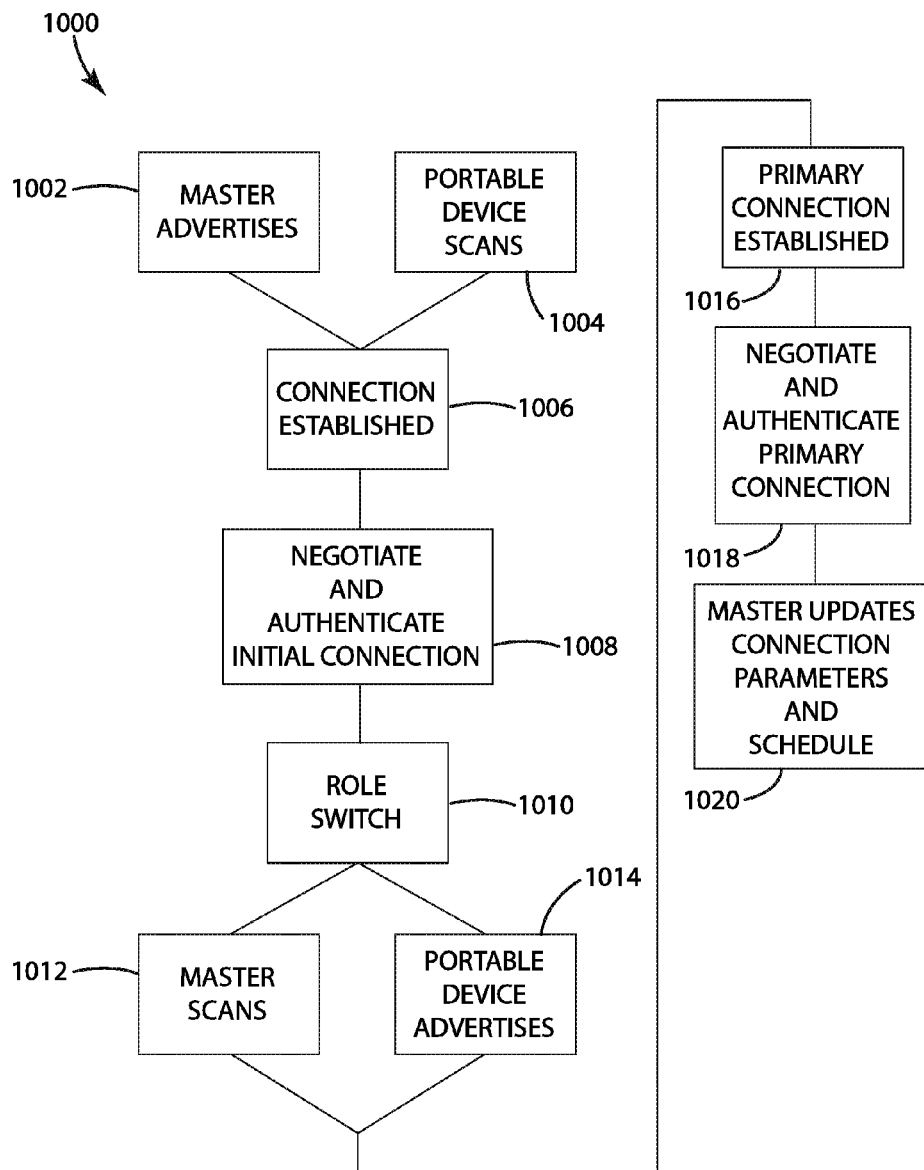 1000
1002
MASTER
ADVERTISES
PORTABLE
DEVICE
SCANS
1004
CONNECTION
ESTABLISHED
1006
NEGOTIATE
AND
AUTHENTICATE
INITIAL CONNECTION
1008
ROLE
SWITCH
1010
1012
MASTER
SCANS
1014
PORTABLE
DEVICE
ADVERTISES
PRIMARY
CONNECTION
ESTABLISHED
1016
NEGOTIATE
AND
AUTHENTICATE
PRIMARY
CONNECTION
1018
MASTER UPDATES
CONNECTION
PARAMETERS
AND
SCHEDULE
1020